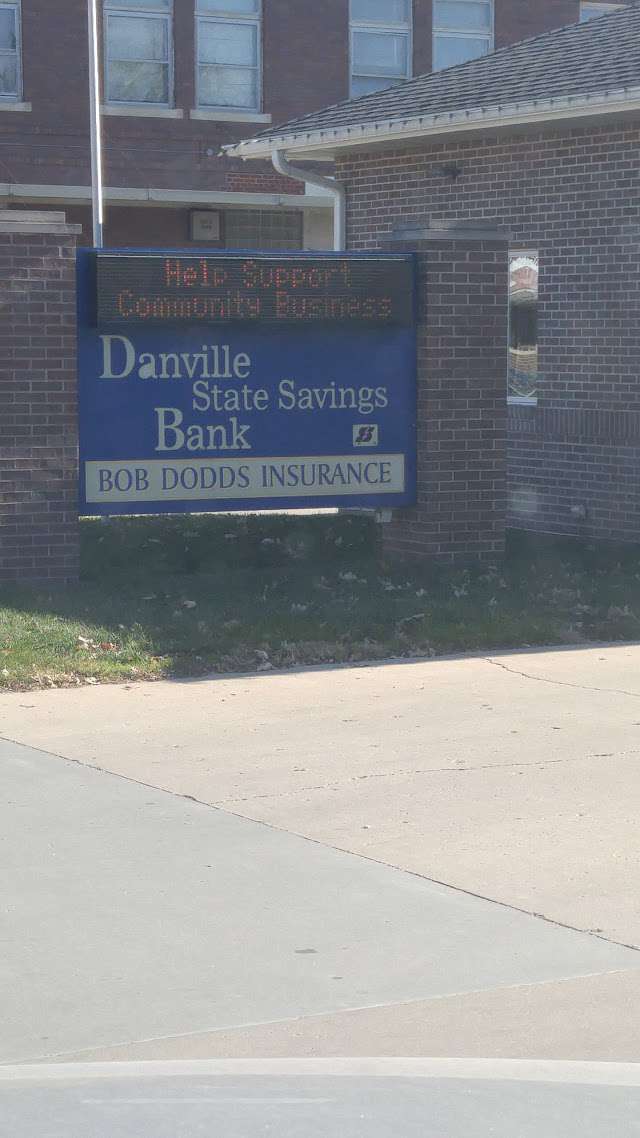 Help Support
Community Business
Danville
State Savings
Bank
BOB DODDS INSURANCE